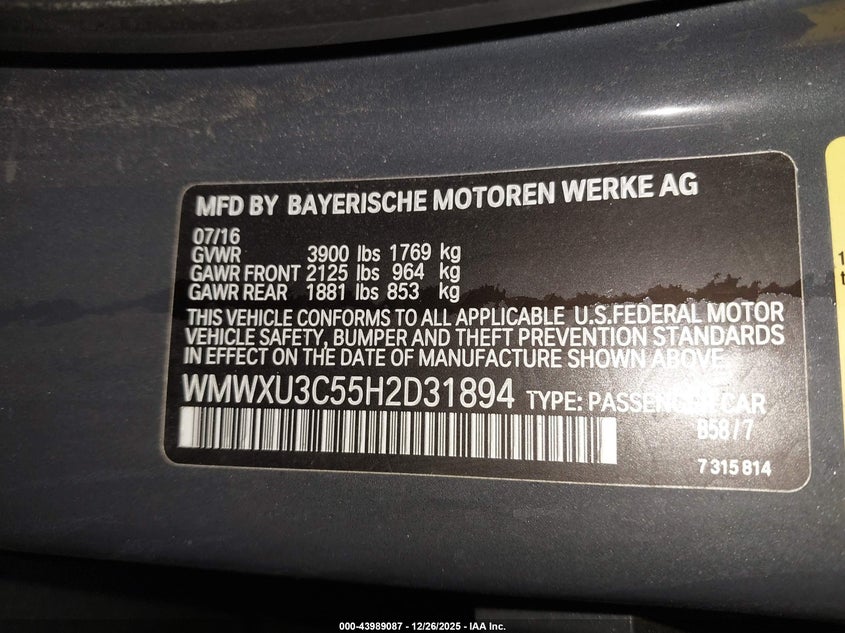 MFD BY BAYERISCHE MOTOREN WERKE AG
07/16
GVWR 3900 lbs 1769 kg
GAWR FRONT 2125 lbs 964 kg
GAWR REAR 1881 lbs 853 kg
THIS VEHICLE CONFORMS TO ALL APPLICABLE U.S.FEDERAL MOTOR
VEHICLE SAFETY, BUMPER AND THEFT PREVENTION STANDARDS
IN EFFECT ON THE DATE OF MANUFACTURE SHOWN ABOVE.
WMWXU3C55H2D31894 TYPE: PASSENGER CAR
B58/7
7 315 814
000-43989087 - 12/26/2025 - IAA Inc.